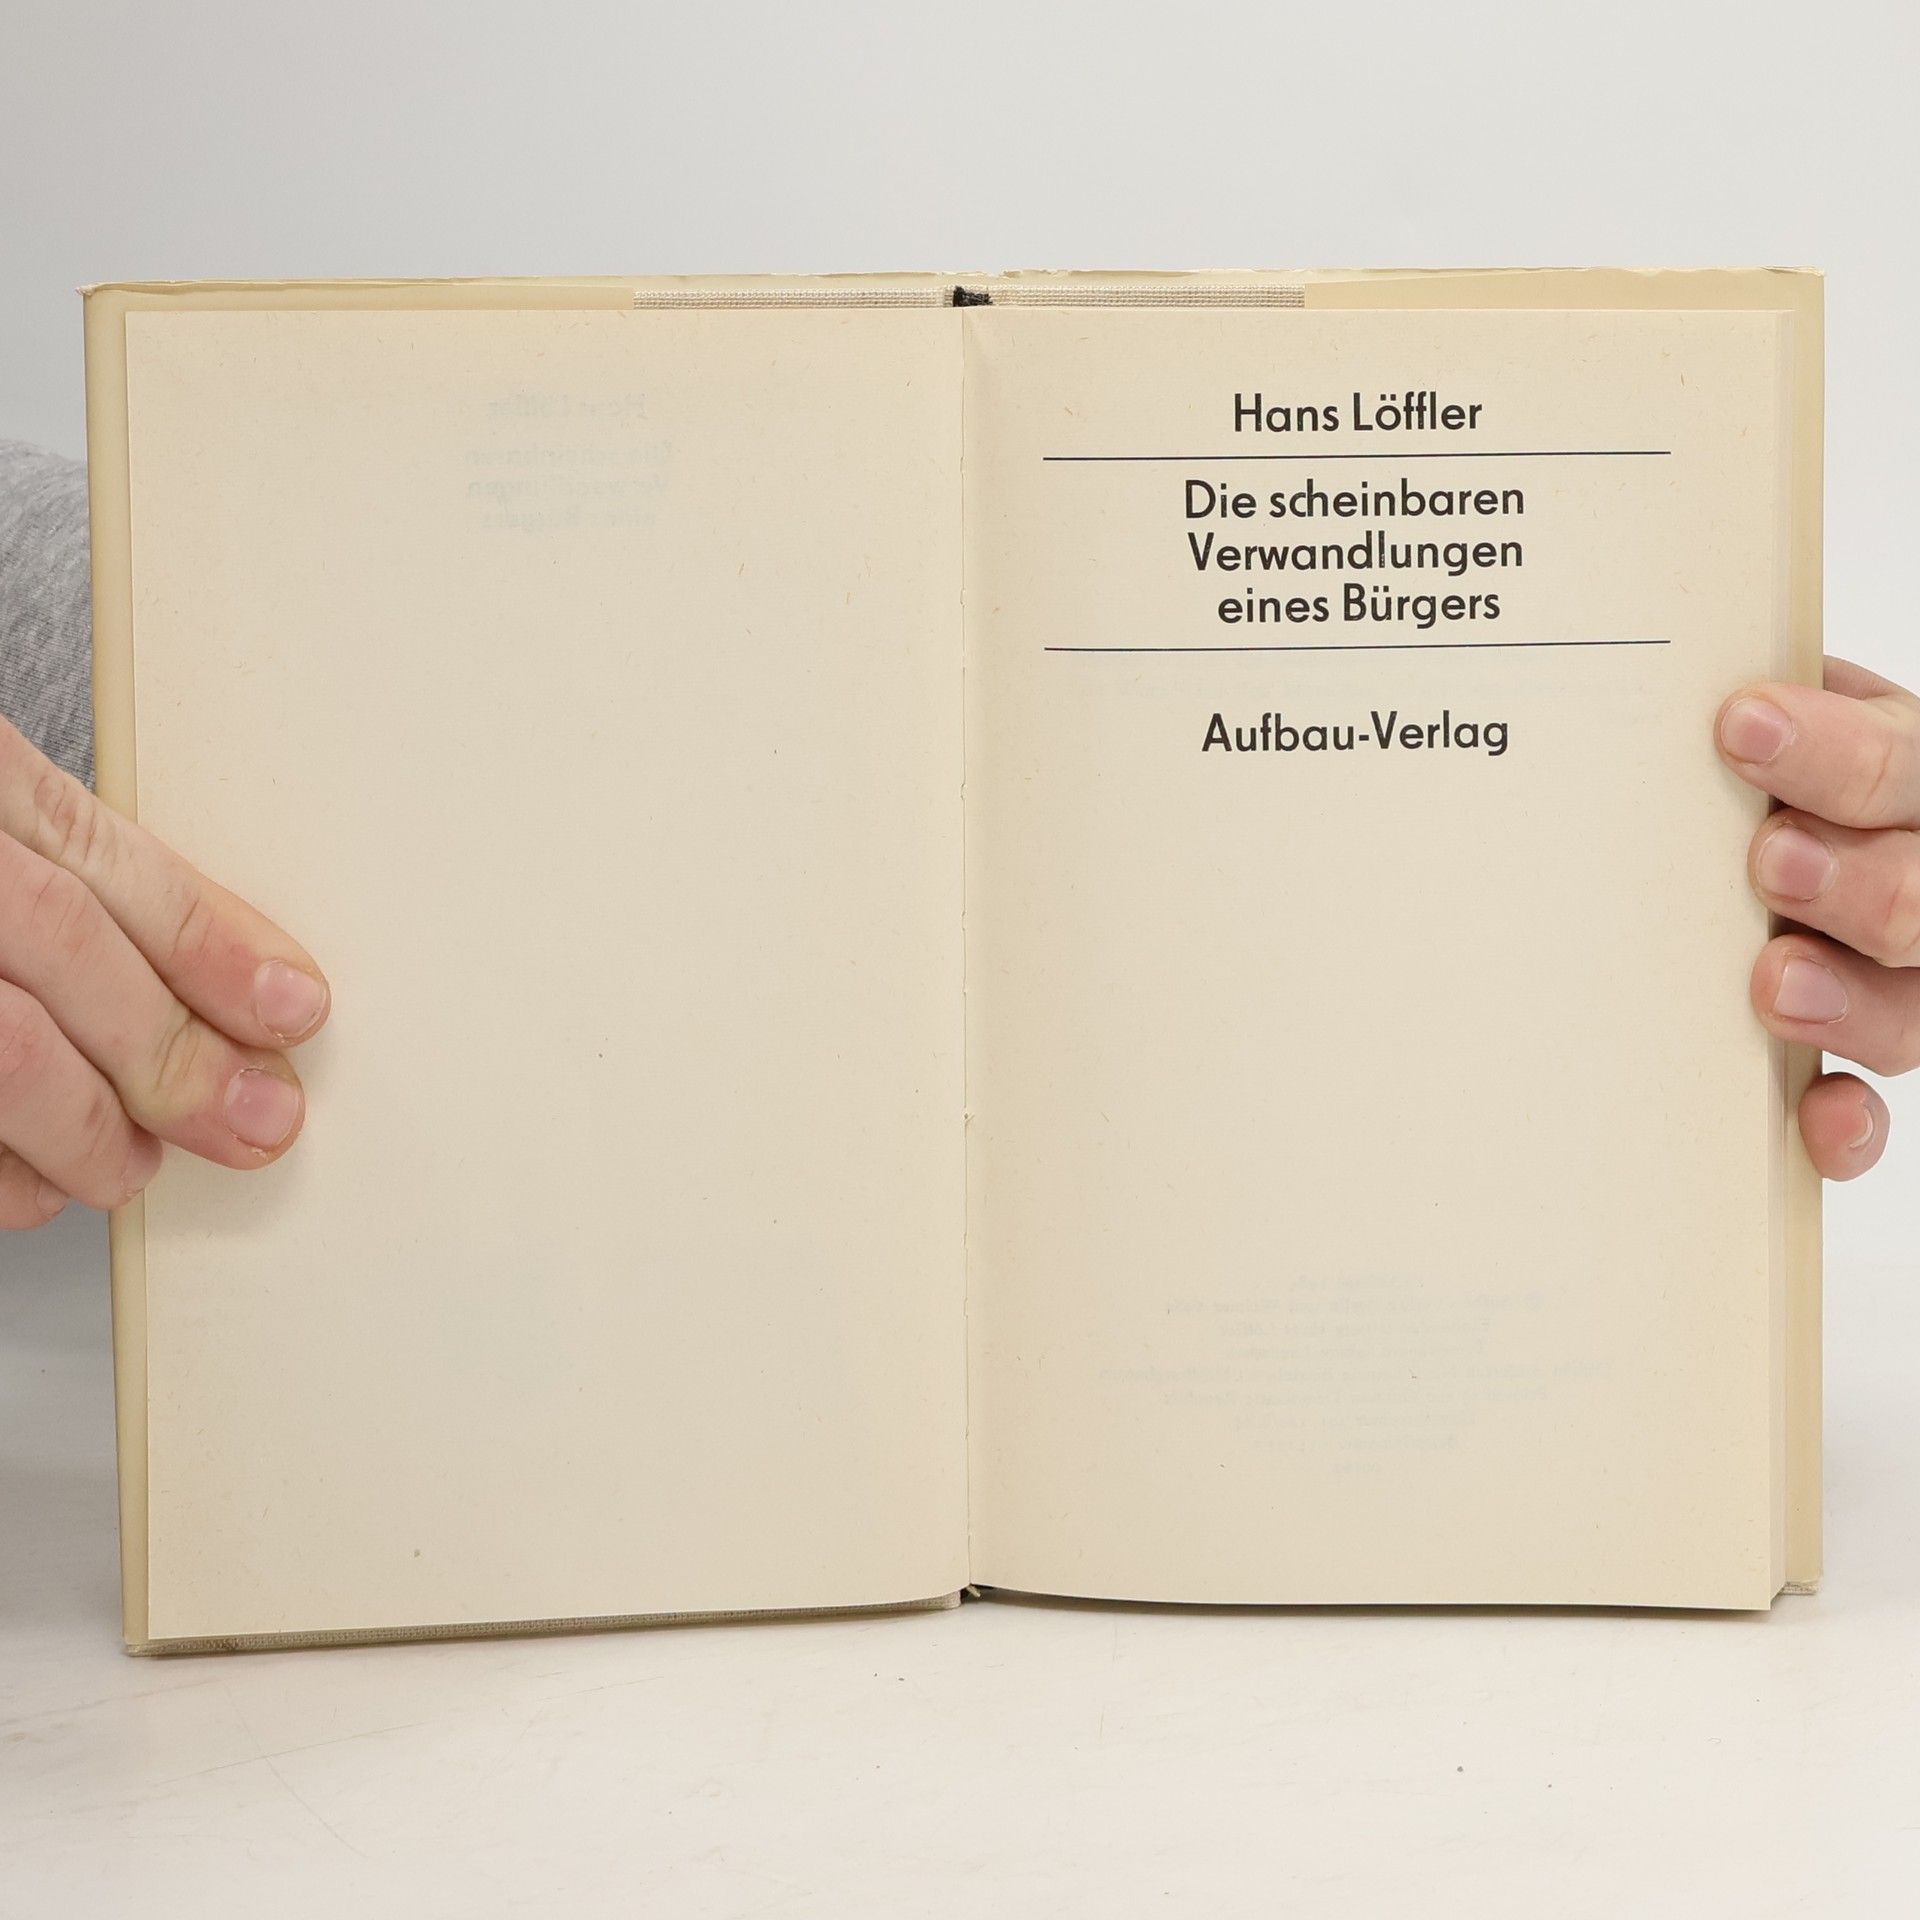 Hans Löffler
Die scheinbaren
Verwandlungen
eines Bürgers
Aufbau-Verlag